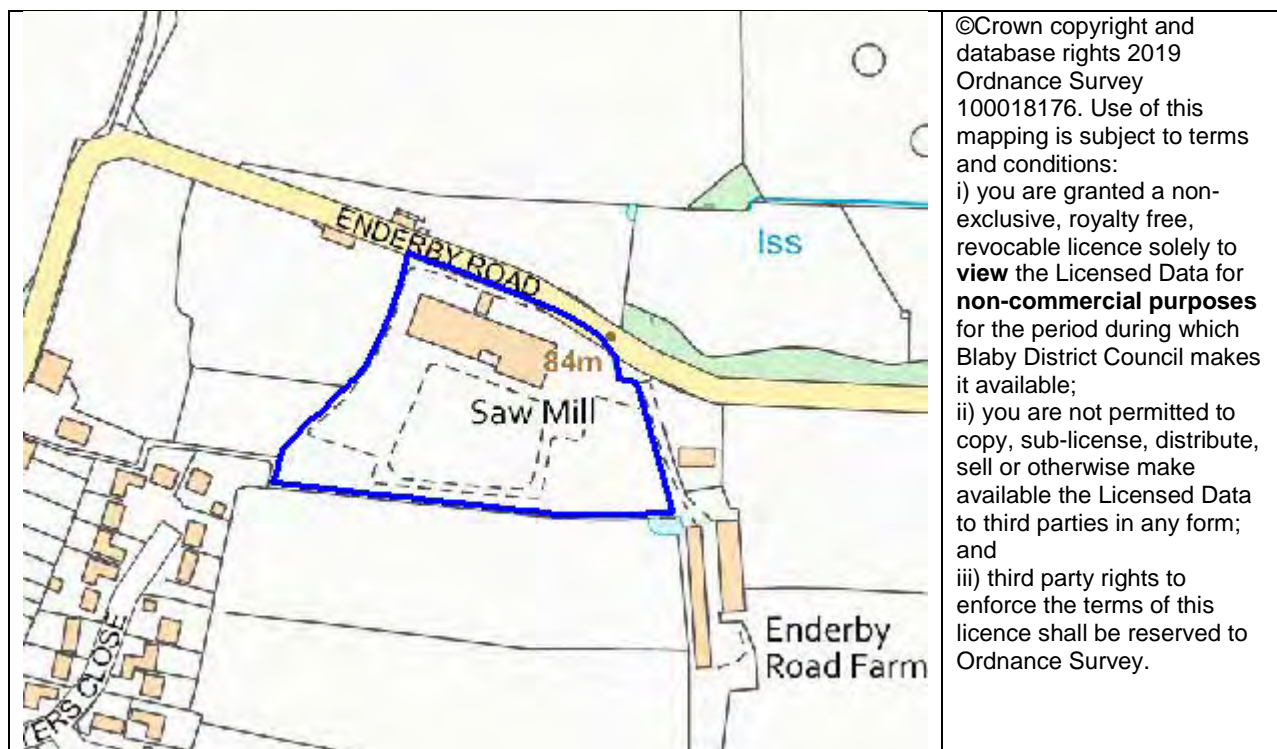 ENDERBY ROAD
Iss
84m
Saw Mill
Enderby
Road Farm
YERS CLOSE
©Crown copyright and
database rights 2019
Ordnance Survey
100018176. Use of this
mapping is subject to terms
and conditions:
i) you are granted a non-
exclusive, royalty free,
revocable licence solely to
view the Licensed Data for
non-commercial purposes
for the period during which
Blaby District Council makes
it available;
ii) you are not permitted to
copy, sub-license, distribute,
sell or otherwise make
available the Licensed Data
to third parties in any form;
and
iii) third party rights to
enforce the terms of this
licence shall be reserved to
Ordnance Survey.